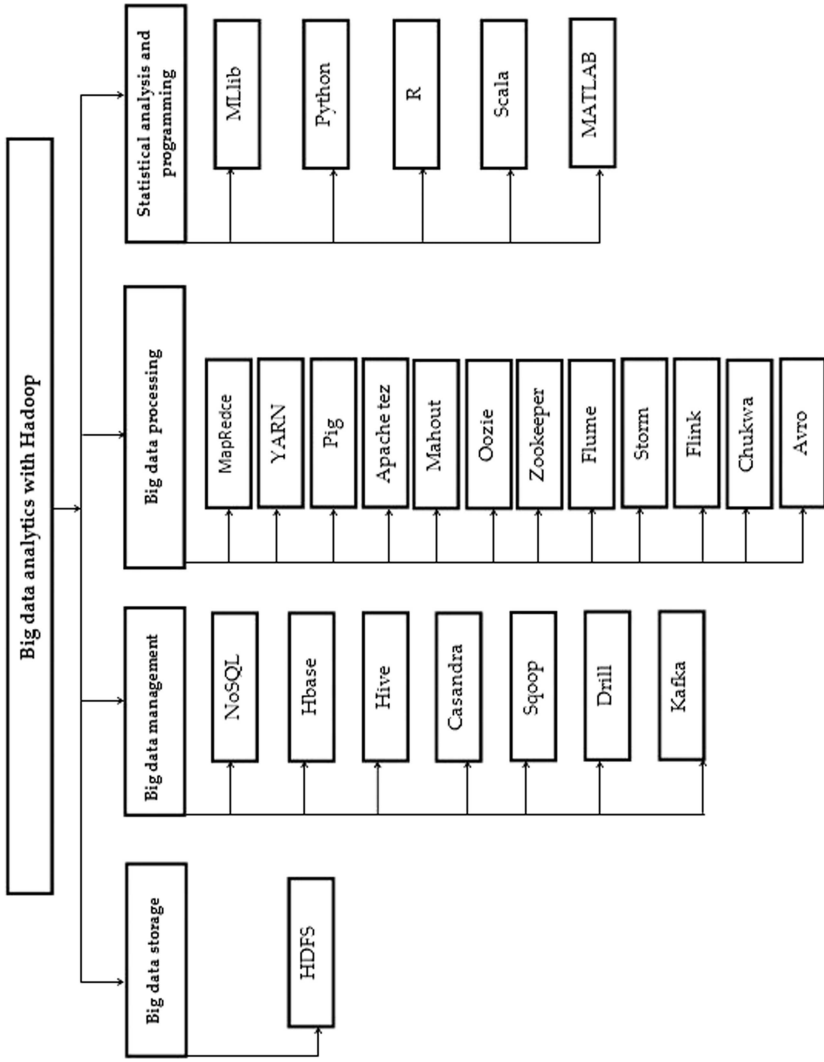 Big data analytics with Hadoop
Big data storage
HDFS
Big data management
NoSQL
Hbase
Hive
Casandra
Sqoop
Drill
Kafka
Big data processing
MapRedce
YARN
Pig
Apache tez
Mahout
Oozie
Zookeeper
Flume
Storm
Flink
Chukwa
Avro
Statistical analysis and
programming
MLlib
Python
R
Scala
MATLAB